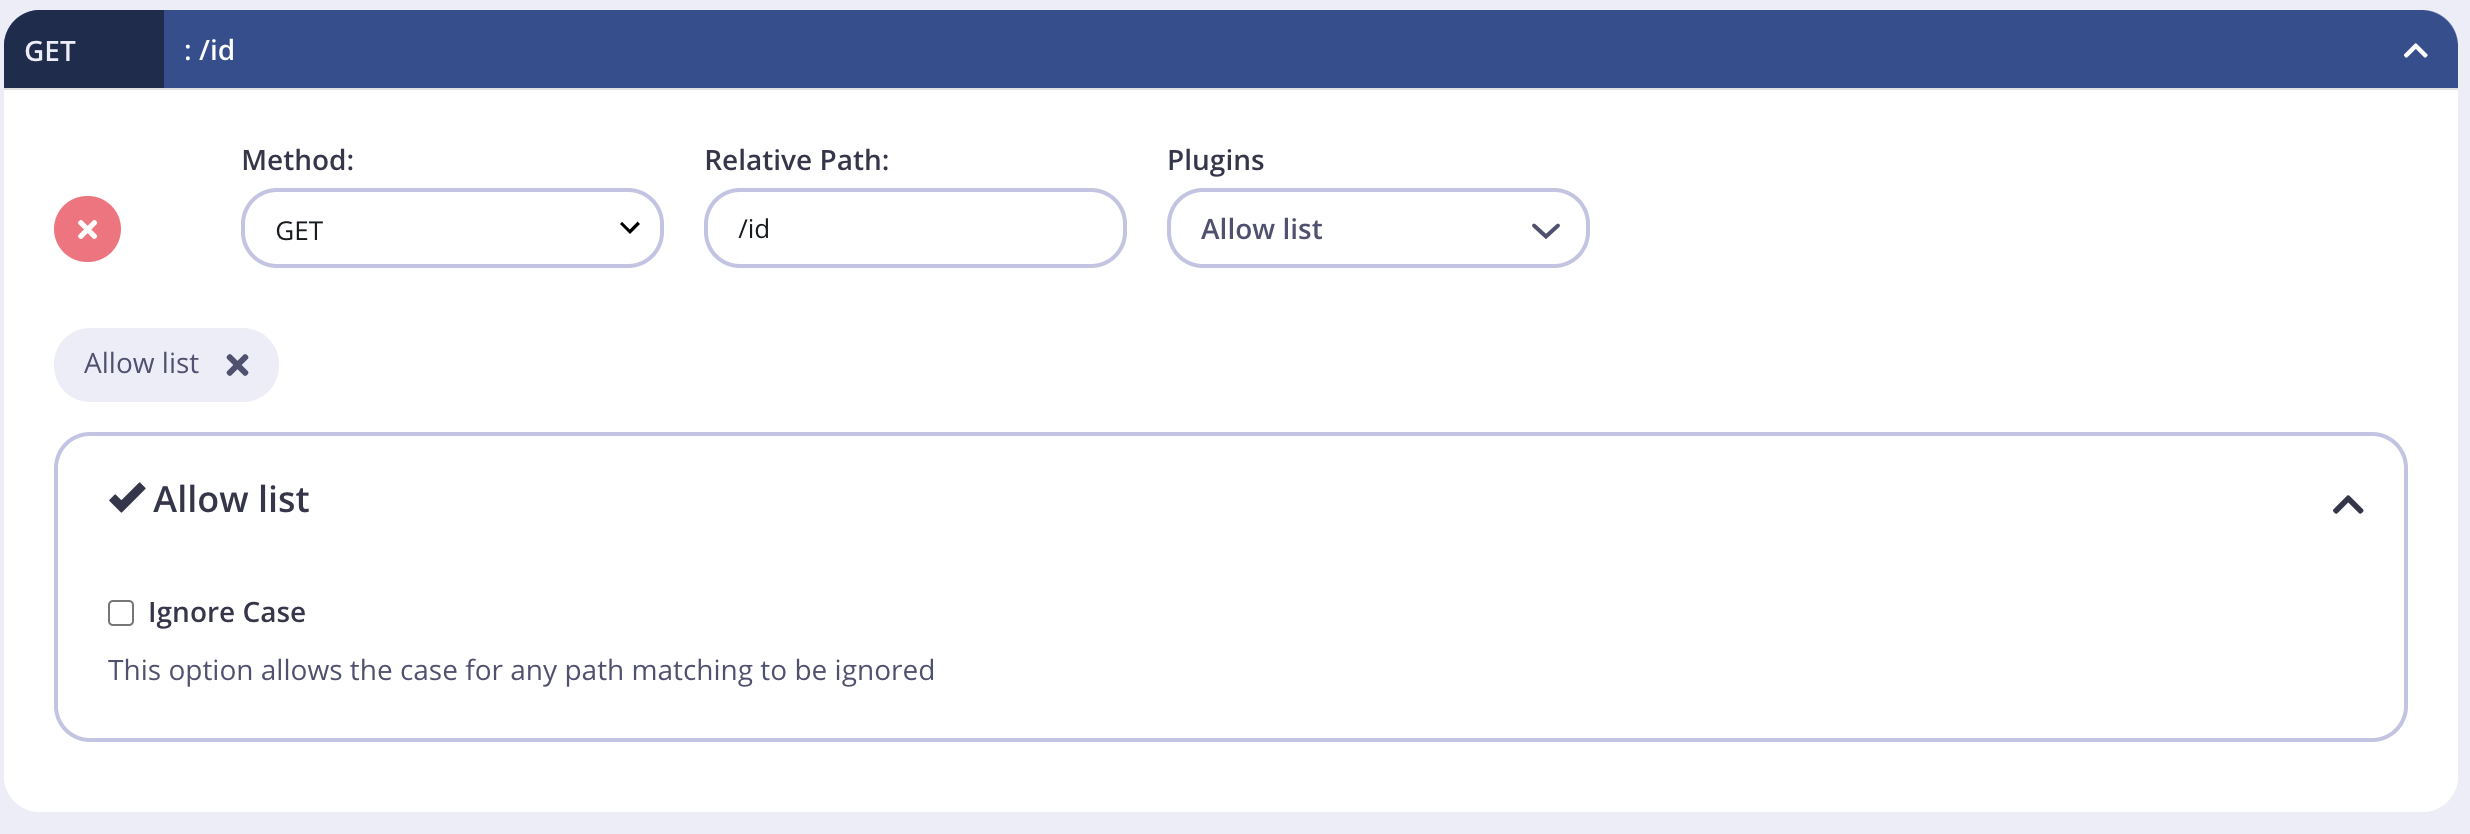 GET : /id
Method: Relative Path: Plugins
GET /id Allow list
Allow list
Allow list
Ignore Case
This option allows the case for any path matching to be ignored